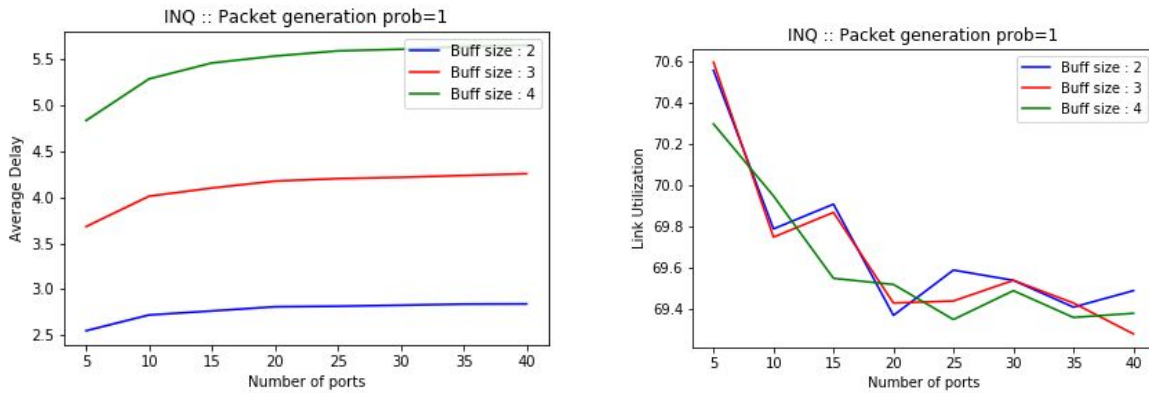 INQ :: Packet generation prob=1
Buff size : 2
Buff size : 3
Buff size : 4
5.5
5.0
4.5
4.0
3.5
3.0
2.5
Average Delay
5 10 15 20 25 30 35 40
Number of ports
INQ :: Packet generation prob=1
Buff size : 2
Buff size : 3
Buff size : 4
70.6
70.4
70.2
70.0
69.8
69.6
69.4
Link Utilization
5 10 15 20 25 30 35 40
Number of ports